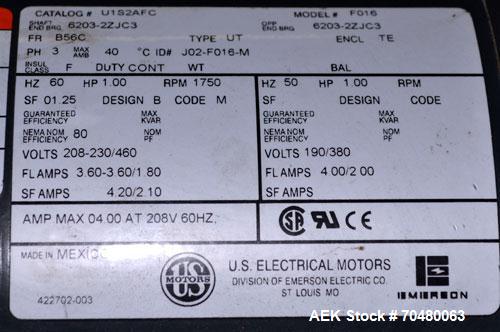 CATALOG # U1S2AFC MODEL # F016
SHAFT END BRG 6203-2ZJC3 OPP END BRG 6203-2ZJC3
FR B56C TYPE UT ENCL TE
PH 3 MAX AMB 40 °C ID# J02-F016-M
INSUL CLASS F DUTY CONT WT BAL
HZ 60 HP 1.00 RPM 1750
SF 01.25 DESIGN B CODE M
GUARANTEED EFFICIENCY MAX KVAR
NEMA NOM EFFICIENCY 80 NOM PF
VOLTS 208-230/460
FL AMPS 3.60-3.60/1.80
SF AMPS 4.20/2.10
HZ 50 HP 1.00 RPM
SF DESIGN CODE
GUARANTEED EFFICIENCY MAX KVAR
NEMA NOM EFFICIENCY NOM PF
VOLTS 190/380
FL AMPS 4.00/2.00
SF AMPS
AMP MAX 04.00 AT 208V 60HZ,
MADE IN MEXICO
US MOTORS
U.S. ELECTRICAL MOTORS
DIVISION OF EMERSON ELECTRIC CO.
ST LOUIS MO
EMERSON
422702-003
AEK Stock # 70480063